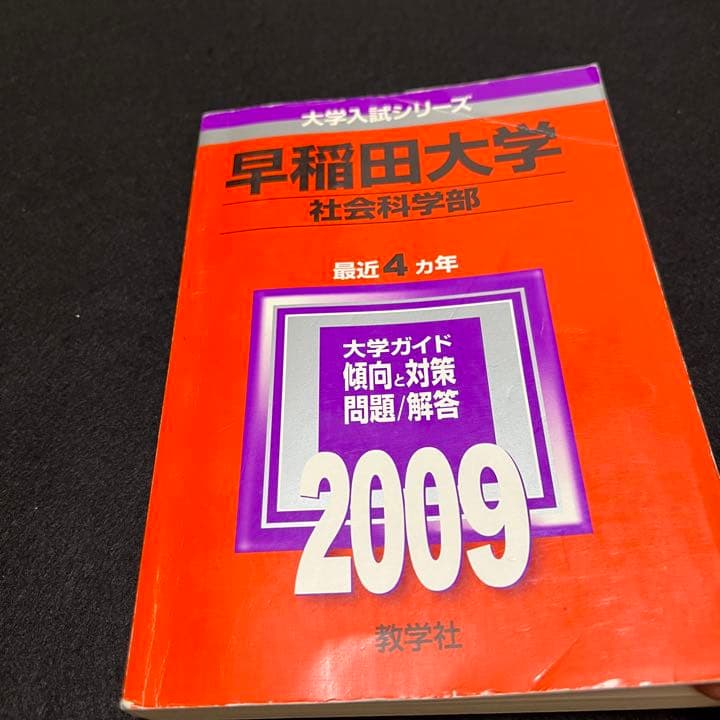 大学入試シリーズ
早稲田大学
社会科学部
最近4ヵ年
大学ガイド
傾向と対策
問題/解答
2009
教学社